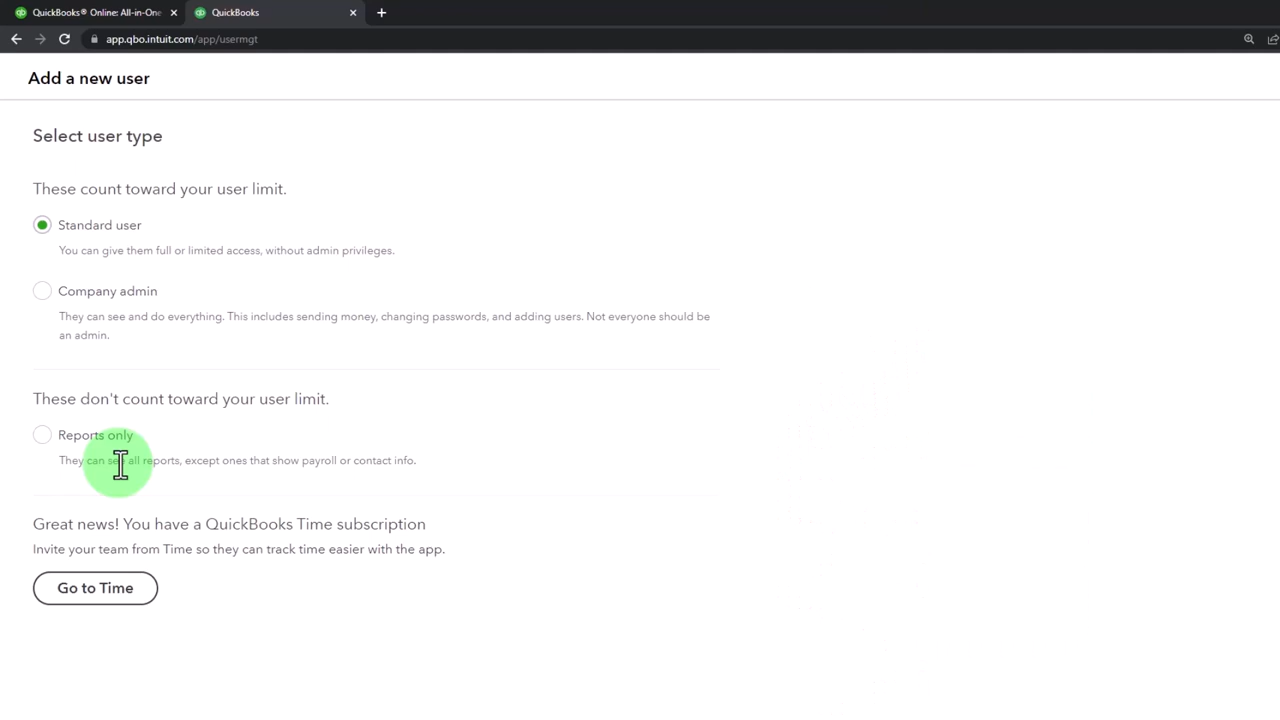 QuickBooks® Online: All-in-One
QuickBooks
app.qbo.intuit.com/app/usermgt
Add a new user
Select user type
These count toward your user limit.
Standard user
You can give them full or limited access, without admin privileges.
Company admin
They can see and do everything. This includes sending money, changing passwords, and adding users. Not everyone should be
an admin.
These don't count toward your user limit.
Reports only
They can see all reports, except ones that show payroll or contact info.
Great news! You have a QuickBooks Time subscription
Invite your team from Time so they can track time easier with the app.
Go to Time